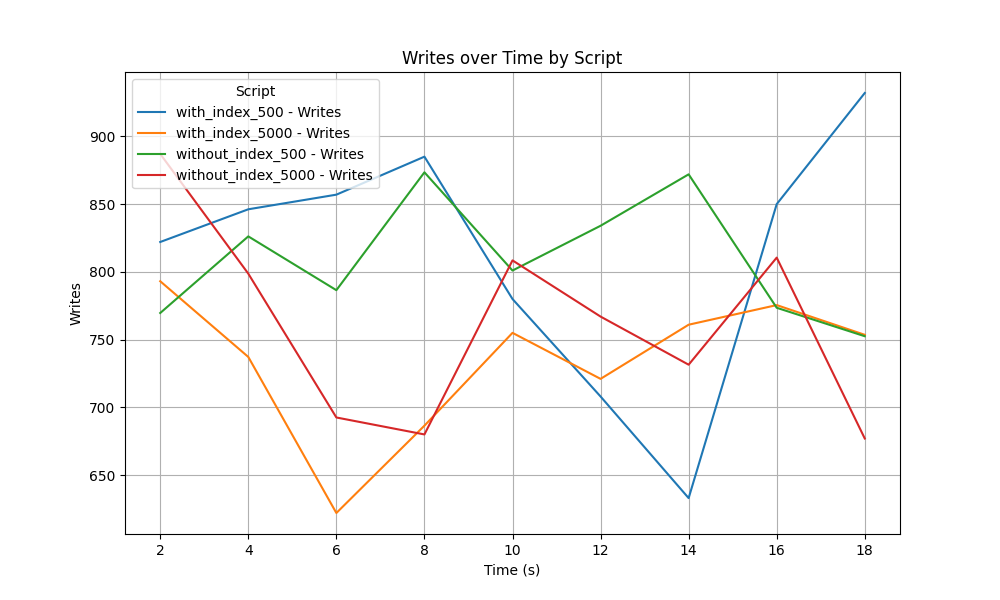 Writes over Time by Script
Script
with_index_500 - Writes
with_index_5000 - Writes
without_index_500 - Writes
without_index_5000 - Writes
900
850
800
750
700
650
Writes
2 4 6 8 10 12 14 16 18
Time (s)